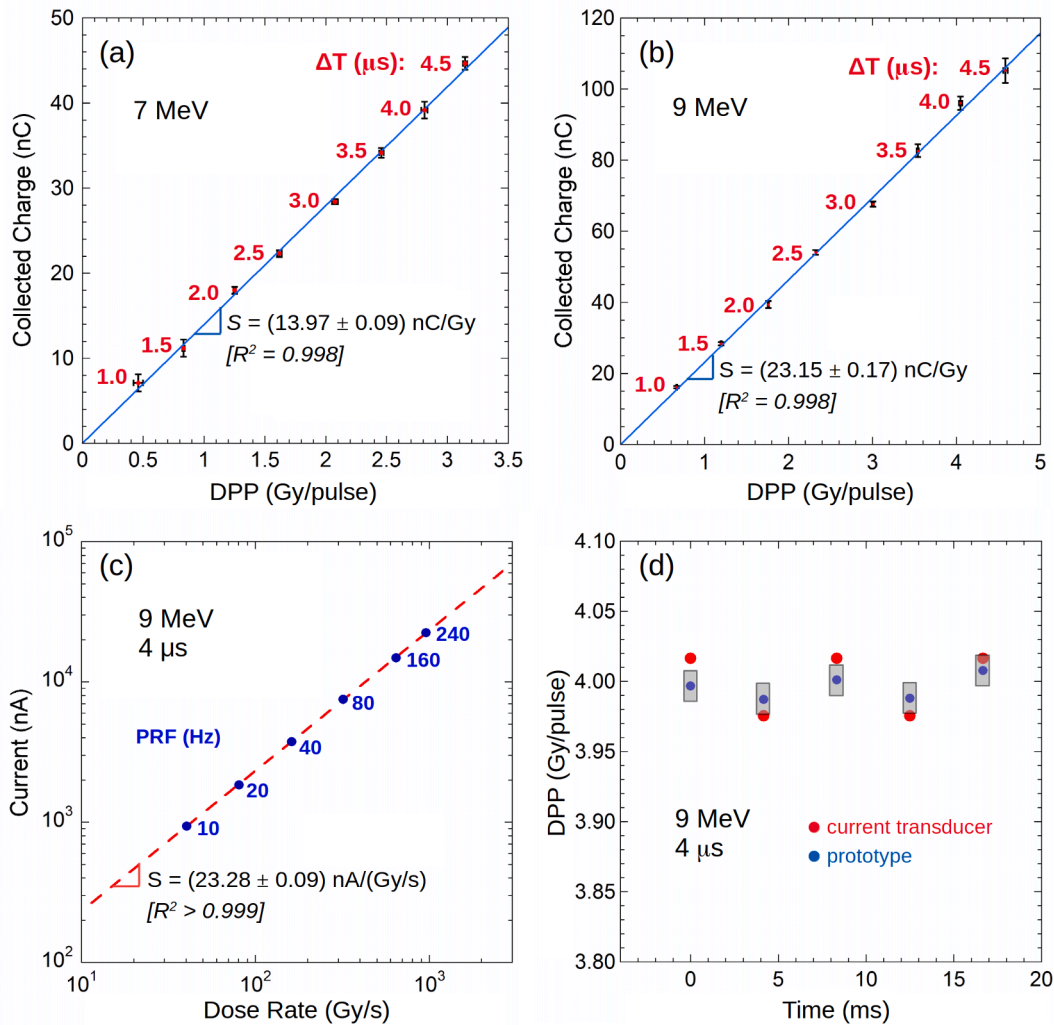 (a)
7 MeV
ΔT (μs): 4.5
4.0
3.5
3.0
2.5
2.0
1.5
1.0
S = (13.97 ± 0.09) nC/Gy
[R² = 0.998]
Collected Charge (nC)
50
40
30
20
10
0
0 0.5 1 1.5 2 2.5 3 3.5
DPP (Gy/pulse)
(b)
9 MeV
ΔT (μs): 4.5
4.0
3.5
3.0
2.5
2.0
1.5
1.0
S = (23.15 ± 0.17) nC/Gy
[R² = 0.998]
Collected Charge (nC)
120
100
80
60
40
20
0
0 1 2 3 4 5
DPP (Gy/pulse)
(c)
9 MeV
4 μs
PRF (Hz)
240
160
80
40
20
10
S = (23.28 ± 0.09) nA/(Gy/s)
[R² > 0.999]
Current (nA)
10⁵
10⁴
10³
10²
10¹ 10² 10³
Dose Rate (Gy/s)
(d)
9 MeV
4 μs
current transducer
prototype
DPP (Gy/pulse)
4.10
4.05
4.00
3.95
3.90
3.85
3.80
0 5 10 15 20
Time (ms)